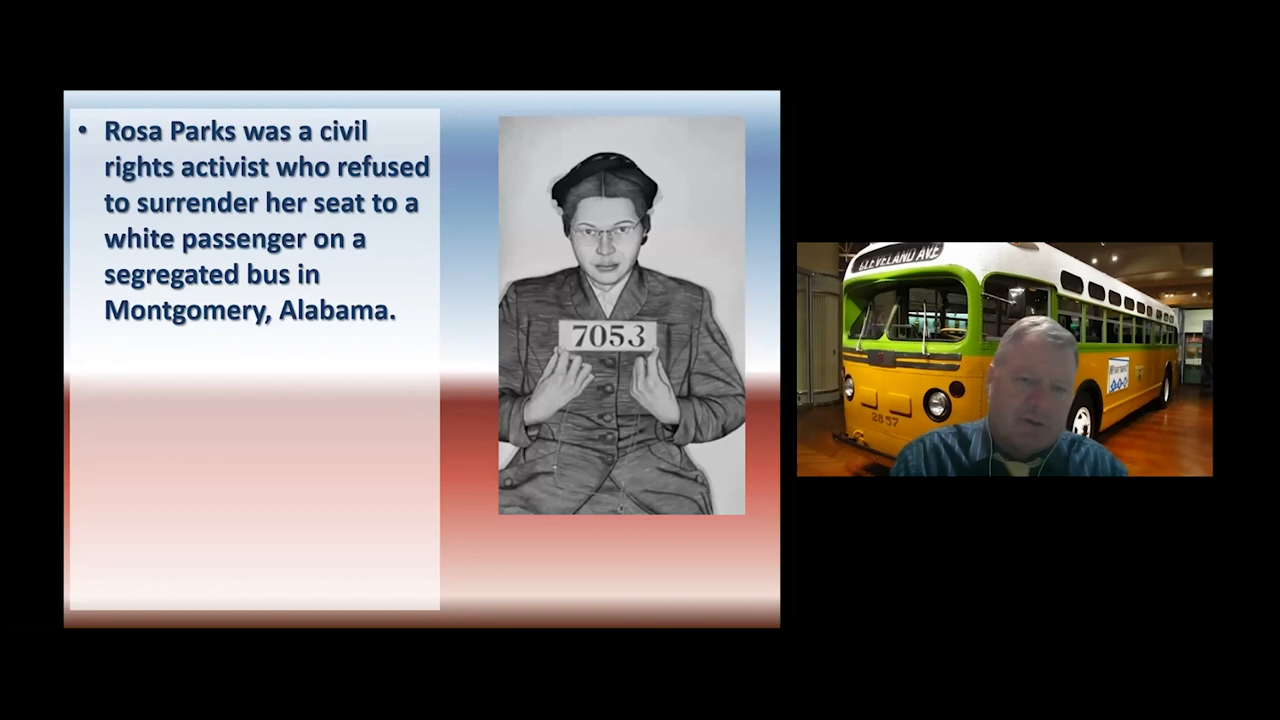 • Rosa Parks was a civil
rights activist who refused
to surrender her seat to a
white passenger on a
segregated bus in
Montgomery, Alabama.
7053
CLEVELAND AVE
2857